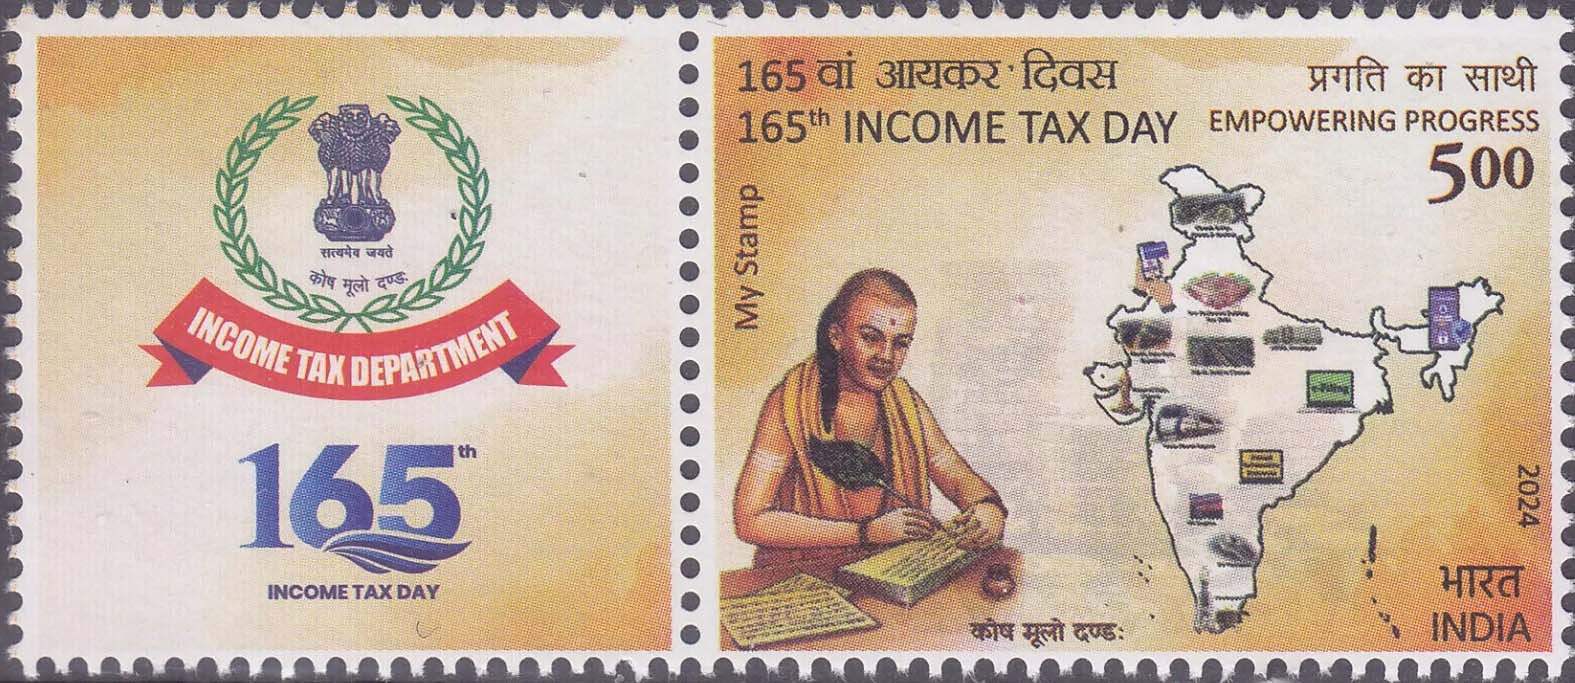 सत्यमेव जयते
कोष मूलो दण्ड:
INCOME TAX DEPARTMENT
165th
INCOME TAX DAY
165 वां आयकर दिवस
165th INCOME TAX DAY
प्रगति का साथी
EMPOWERING PROGRESS
500
My Stamp
e-Filing
2024
भारत
INDIA
कोष मूलो दण्ड: